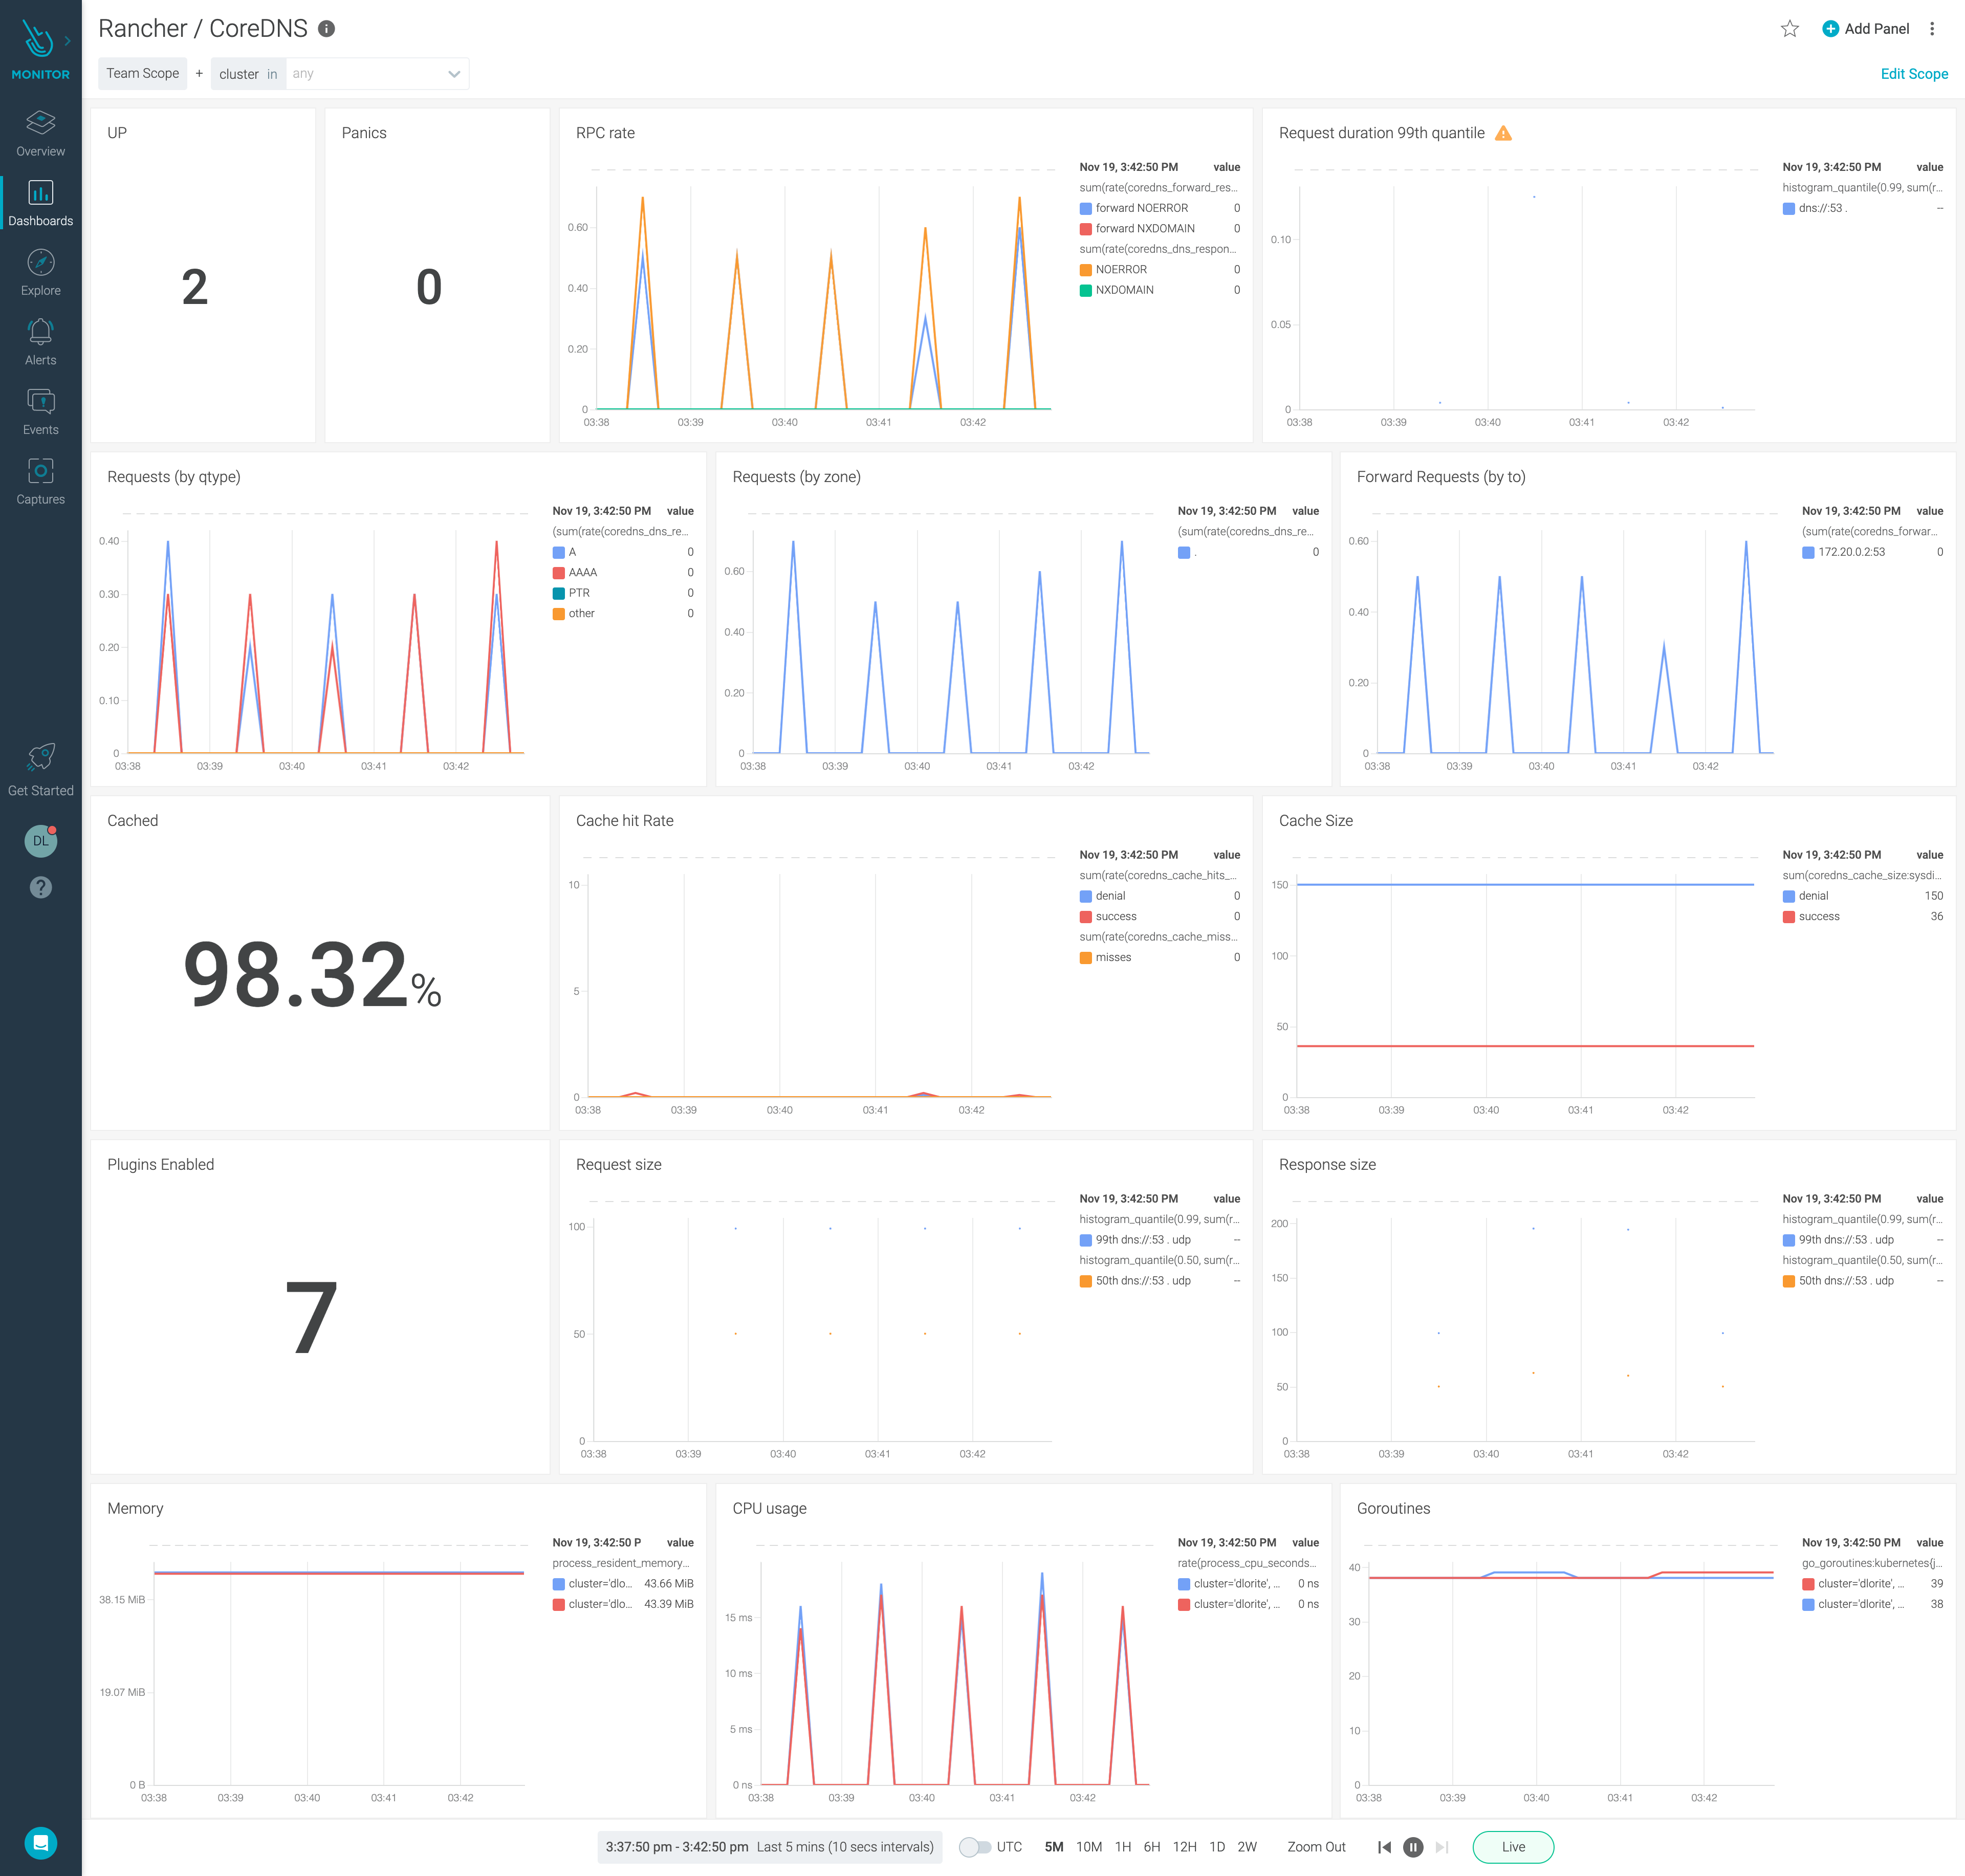 MONITOR
Overview
Dashboards
Explore
Alerts
Events
Captures
Get Started
DL
?
Rancher / CoreDNS i
Add Panel
Team Scope + cluster in any
Edit Scope
UP
2
Panics
0
RPC rate
0.60
0.40
0.20
0
03:38 03:39 03:40 03:41 03:42
Nov 19, 3:42:50 PM value
sum(rate(coredns_forward_res...
forward NOERROR 0
forward NXDOMAIN 0
sum(rate(coredns_dns_respon...
NOERROR 0
NXDOMAIN 0
Request duration 99th quantile
0.10
0.05
0
03:38 03:39 03:40 03:41 03:42
Nov 19, 3:42:50 PM value
histogram_quantile(0.99, sum(r...
dns://:53 . --
Requests (by qtype)
0.40
0.30
0.20
0.10
0
03:38 03:39 03:40 03:41 03:42
Nov 19, 3:42:50 PM value
(sum(rate(coredns_dns_re...
A 0
AAAA 0
PTR 0
other 0
Requests (by zone)
0.60
0.40
0.20
0
03:38 03:39 03:40 03:41 03:42
Nov 19, 3:42:50 PM value
(sum(rate(coredns_dns_re...
. 0
Forward Requests (by to)
0.60
0.40
0.20
0
03:38 03:39 03:40 03:41 03:42
Nov 19, 3:42:50 PM value
(sum(rate(coredns_forwar...
172.20.0.2:53 0
Cached
98.32%
Cache hit Rate
10
5
0
03:38 03:39 03:40 03:41 03:42
Nov 19, 3:42:50 PM value
sum(rate(coredns_cache_hits_...
denial 0
success 0
sum(rate(coredns_cache_miss...
misses 0
Cache Size
150
100
50
0
03:38 03:39 03:40 03:41 03:42
Nov 19, 3:42:50 PM value
sum(coredns_cache_size:sysdi...
denial 150
success 36
Plugins Enabled
7
Request size
100
50
0
03:38 03:39 03:40 03:41 03:42
Nov 19, 3:42:50 PM value
histogram_quantile(0.99, sum(r...
99th dns://:53 . udp --
histogram_quantile(0.50, sum(r...
50th dns://:53 . udp --
Response size
200
150
100
50
0
03:38 03:39 03:40 03:41 03:42
Nov 19, 3:42:50 PM value
histogram_quantile(0.99, sum(r...
99th dns://:53 . udp --
histogram_quantile(0.50, sum(r...
50th dns://:53 . udp --
Memory
38.15 MiB
19.07 MiB
0 B
03:38 03:39 03:40 03:41 03:42
Nov 19, 3:42:50 P value
process_resident_memory...
cluster='dlo... 43.66 MiB
cluster='dlo... 43.39 MiB
CPU usage
15 ms
10 ms
5 ms
0 ns
03:38 03:39 03:40 03:41 03:42
Nov 19, 3:42:50 PM value
rate(process_cpu_seconds...
cluster='dlorite', ... 0 ns
cluster='dlorite', ... 0 ns
Goroutines
40
30
20
10
0
03:38 03:39 03:40 03:41 03:42
Nov 19, 3:42:50 PM value
go_goroutines:kubernetes{j...
cluster='dlorite', ... 39
cluster='dlorite', ... 38
3:37:50 pm - 3:42:50 pm Last 5 mins (10 secs intervals) UTC 5M 10M 1H 6H 12H 1D 2W Zoom Out Live